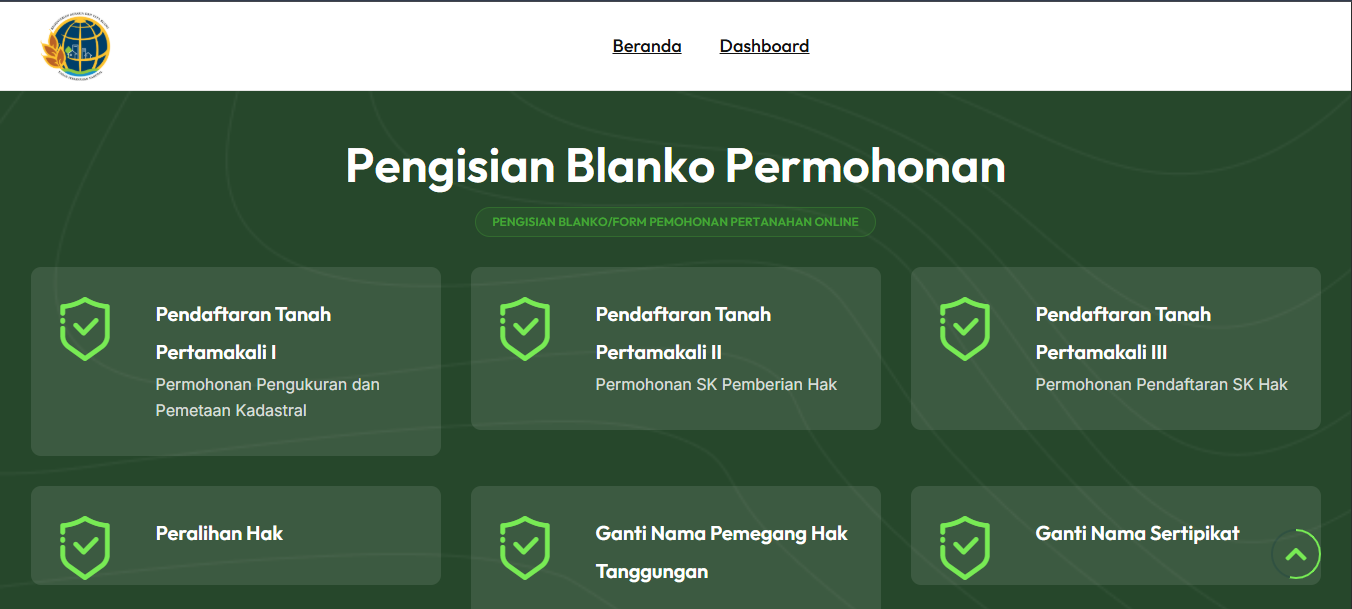 Beranda Dashboard
Pengisian Blanko Permohonan
PENGISIAN BLANKO/FORM PEMOHONAN PERTANAHAN ONLINE
Pendaftaran Tanah
Pertamakali I
Permohonan Pengukuran dan
Pemetaan Kadastral
Pendaftaran Tanah
Pertamakali II
Permohonan SK Pemberian Hak
Pendaftaran Tanah
Pertamakali III
Permohonan Pendaftaran SK Hak
Peralihan Hak
Ganti Nama Pemegang Hak
Tanggungan
Ganti Nama Sertipikat